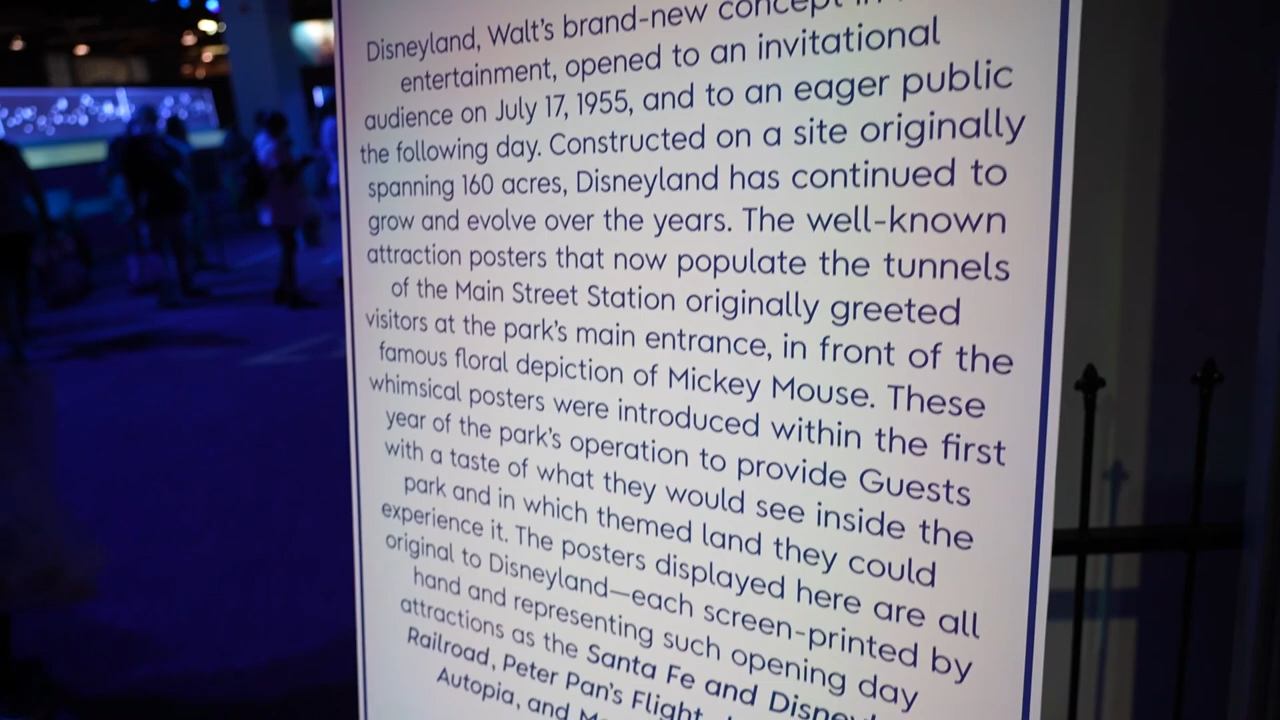 Disneyland, Walt's brand-new concept in
entertainment, opened to an invitational
audience on July 17, 1955, and to an eager public
the following day. Constructed on a site originally
spanning 160 acres, Disneyland has continued to
grow and evolve over the years. The well-known
attraction posters that now populate the tunnels
of the Main Street Station originally greeted
visitors at the park's main entrance, in front of the
famous floral depiction of Mickey Mouse. These
whimsical posters were introduced within the first
year of the park's operation to provide Guests
with a taste of what they would see inside the
park and in which themed land they could
experience it. The posters displayed here are all
original to Disneyland—each screen-printed by
hand and representing such opening day
attractions as the Santa Fe and
Railroad, Peter Pan's Flight,
Autopia, and